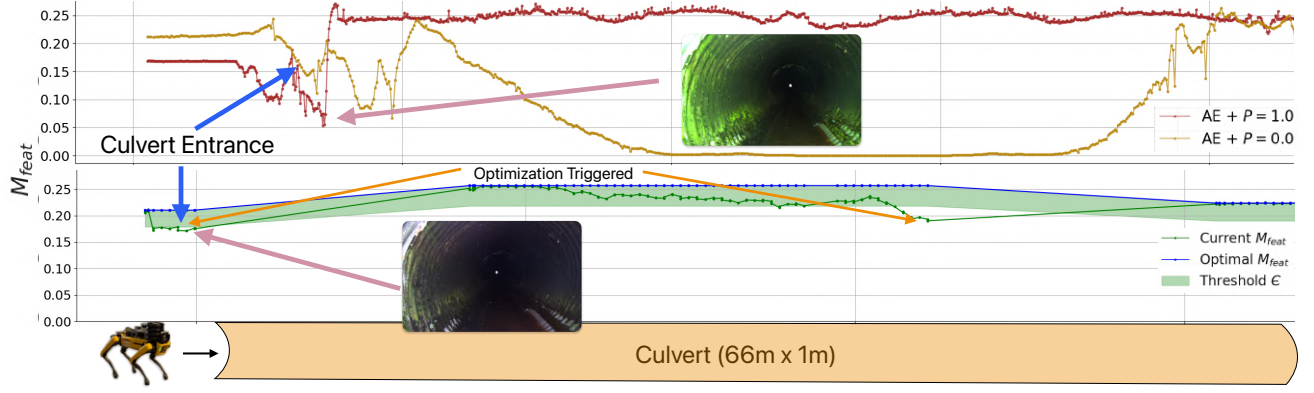 0.25
0.20
0.15
0.10
0.05
0.00
AE + P = 1.0
AE + P = 0.0
Culvert Entrance
M_feat
Optimization Triggered
0.25
0.20
0.15
0.10
0.05
0.00
Current M_feat
Optimal M_feat
Threshold ϵ
Culvert (66m x 1m)